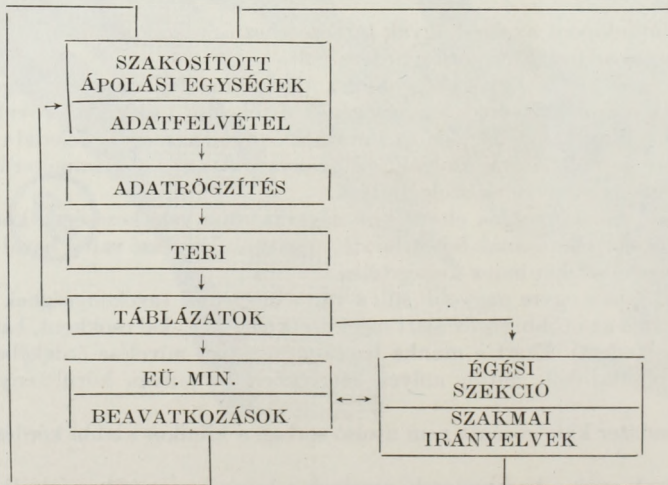 SZAKOSÍTOTT
ÁPOLÁSI EGYSÉGEK
ADATFELVÉTEL
ADATRÖGZÍTÉS
TERI
TÁBLÁZATOK
EÜ. MIN.
BEAVATKOZÁSOK
ÉGÉSI
SZEKCIÓ
SZAKMAI
IRÁNYELVEK